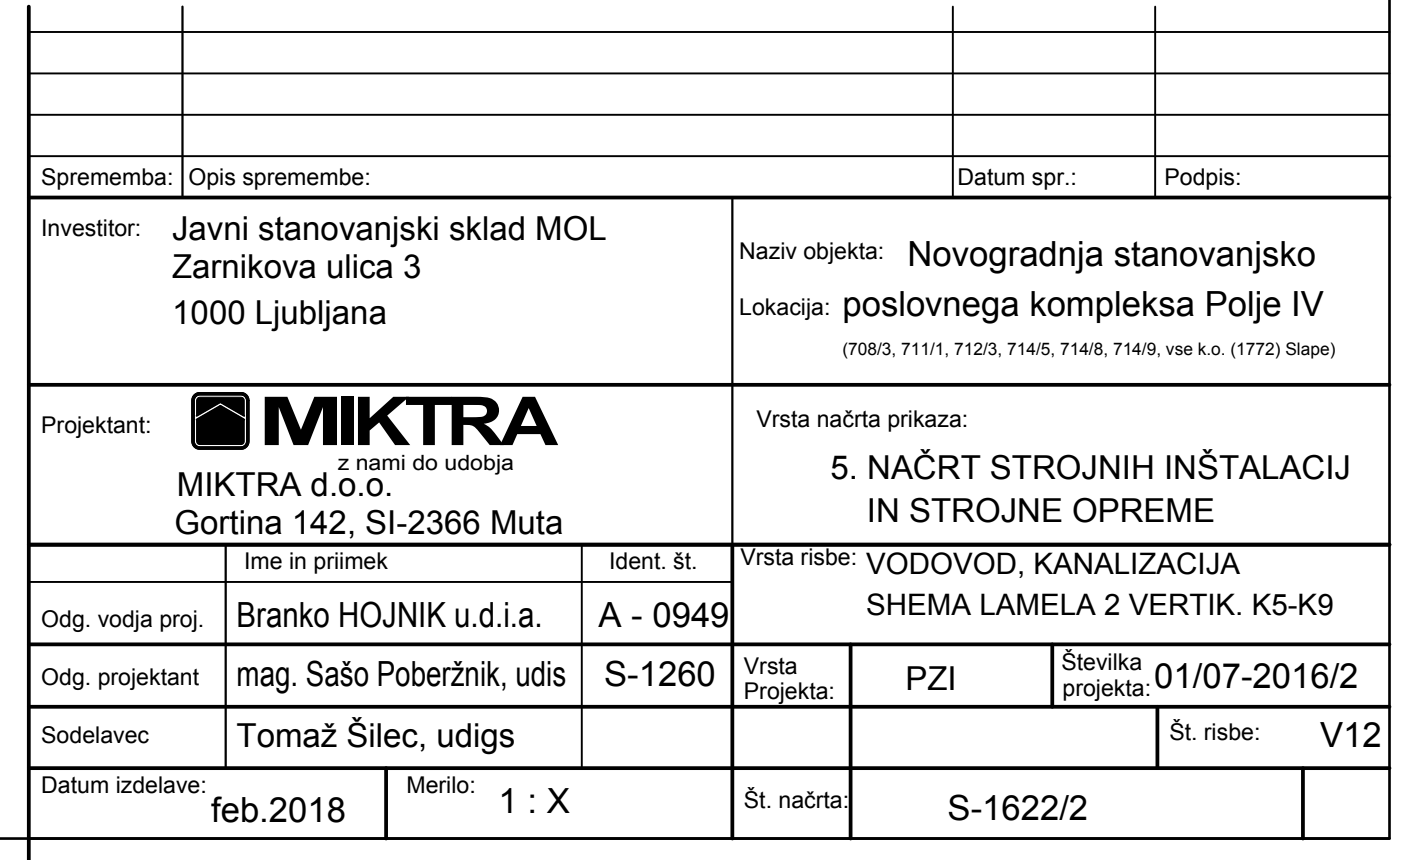 Sprememba: Opis spremembe: Datum spr.: Podpis:
Investitor: Javni stanovanjski sklad MOL
Zarnikova ulica 3
1000 Ljubljana
Naziv objekta: Novogradnja stanovanjsko
Lokacija: poslovnega kompleksa Polje IV
(708/3, 711/1, 712/3, 714/5, 714/8, 714/9, vse k.o. (1772) Slape)
Projektant: MIKTRA
z nami do udobja
MIKTRA d.o.o.
Gortina 142, SI-2366 Muta
Vrsta načrta prikaza:
5. NAČRT STROJNIH INŠTALACIJ
IN STROJNE OPREME
Ime in priimek Ident. št.
Odg. vodja proj. Branko HOJNIK u.d.i.a. A - 0949
Vrsta risbe: VODOVOD, KANALIZACIJA
SHEMA LAMELA 2 VERTIK. K5-K9
Odg. projektant mag. Sašo Poberžnik, udis S-1260
Vrsta
Projekta: PZI
Številka
projekta: 01/07-2016/2
Sodelavec Tomaž Šilec, udigs
Št. risbe: V12
Datum izdelave: feb.2018
Merilo: 1 : X
Št. načrta: S-1622/2